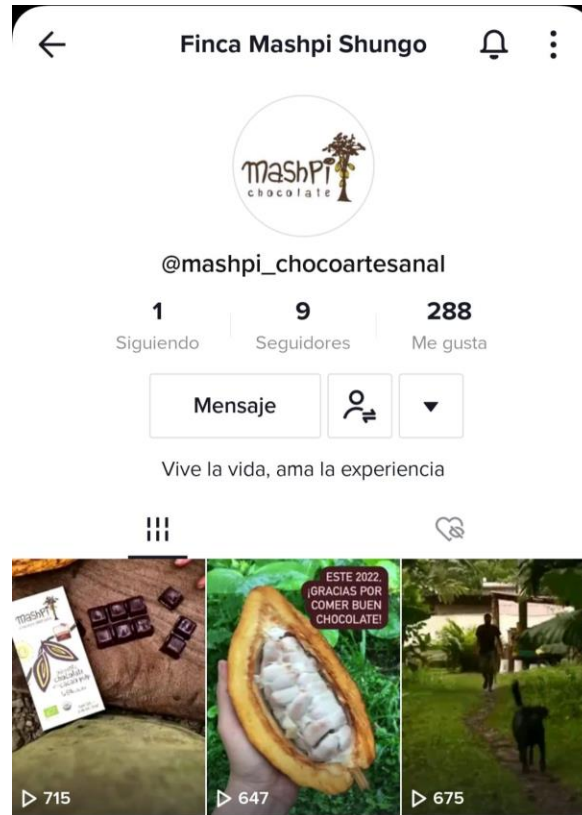 Finca Mashpi Shungo
mashpi
chocolate
@mashpi_chocoartesanal
1 9 288
Siguiendo Seguidores Me gusta
Mensaje
Vive la vida, ama la experiencia
mashpi
chocolate
ESTE 2022,
¡GRACIAS POR
COMER BUEN
CHOCOLATE!
715 647 675